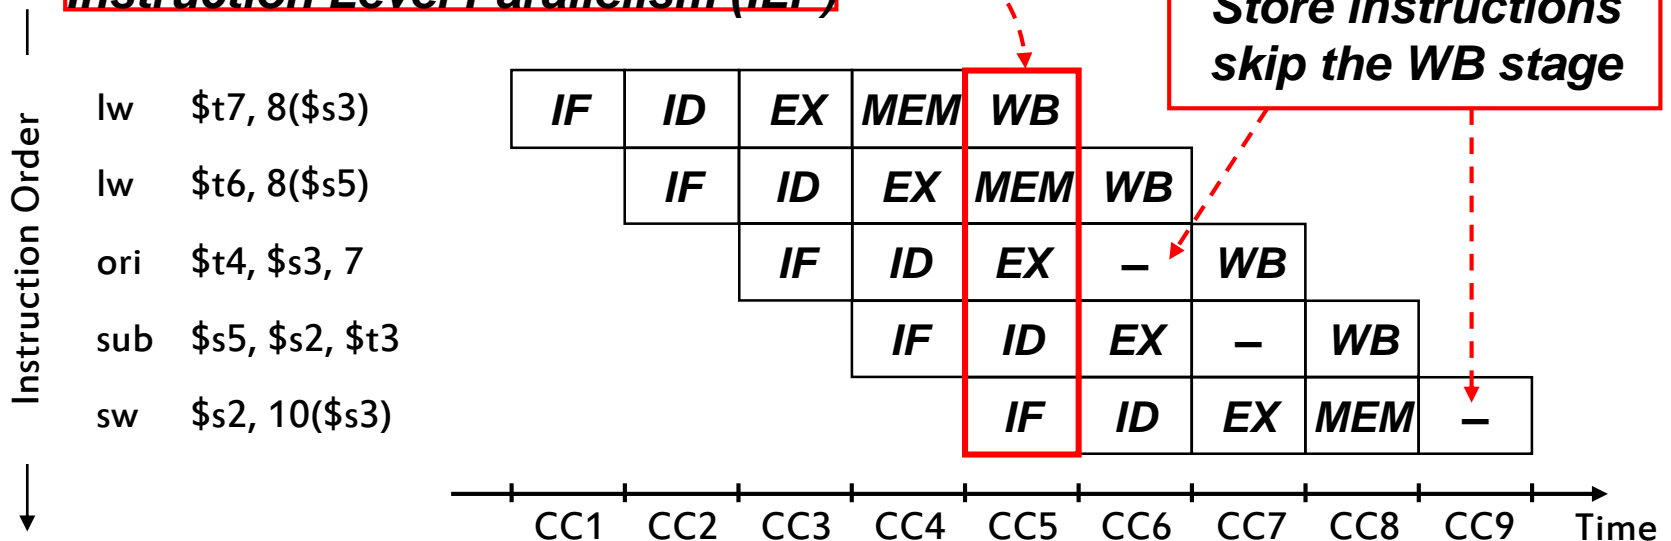 Instruction Level Parallelism (ILP)
Store instructions
skip the WB stage
Instruction Order
lw $t7, 8($s3) IF ID EX MEM WB
lw $t6, 8($s5) IF ID EX MEM WB
ori $t4, $s3, 7 IF ID EX – WB
sub $s5, $s2, $t3 IF ID EX – WB
sw $s2, 10($s3) IF ID EX MEM –
CC1 CC2 CC3 CC4 CC5 CC6 CC7 CC8 CC9 Time